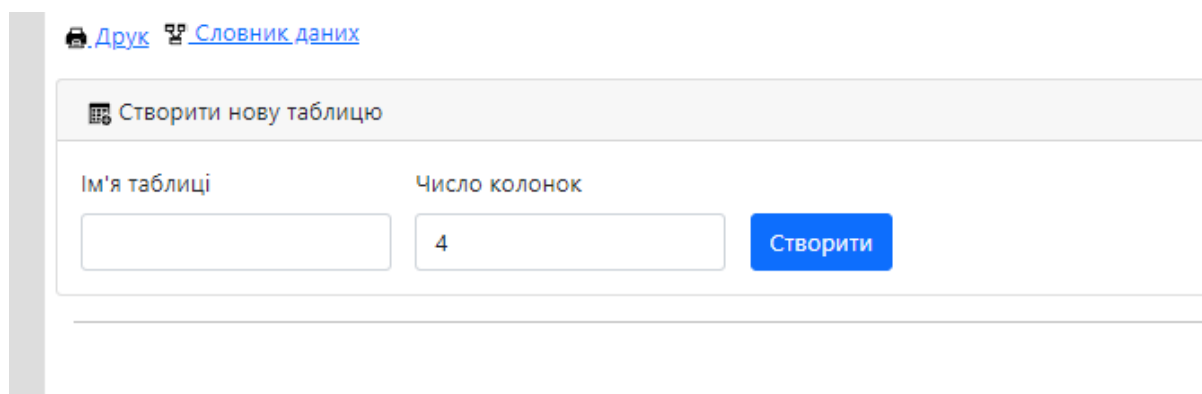 Друк Словник даних
Створити нову таблицю
Ім'я таблиці Число колонок
4 Створити